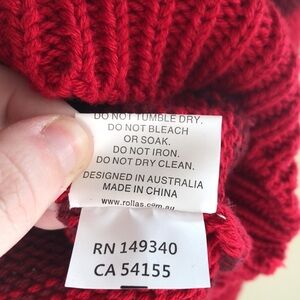 DO NOT TUMBLE DRY.
DO NOT BLEACH
OR SOAK.
DO NOT IRON.
DO NOT DRY CLEAN.
DESIGNED IN AUSTRALIA
MADE IN CHINA
www.rollas.com.au
RN 149340
CA 54155